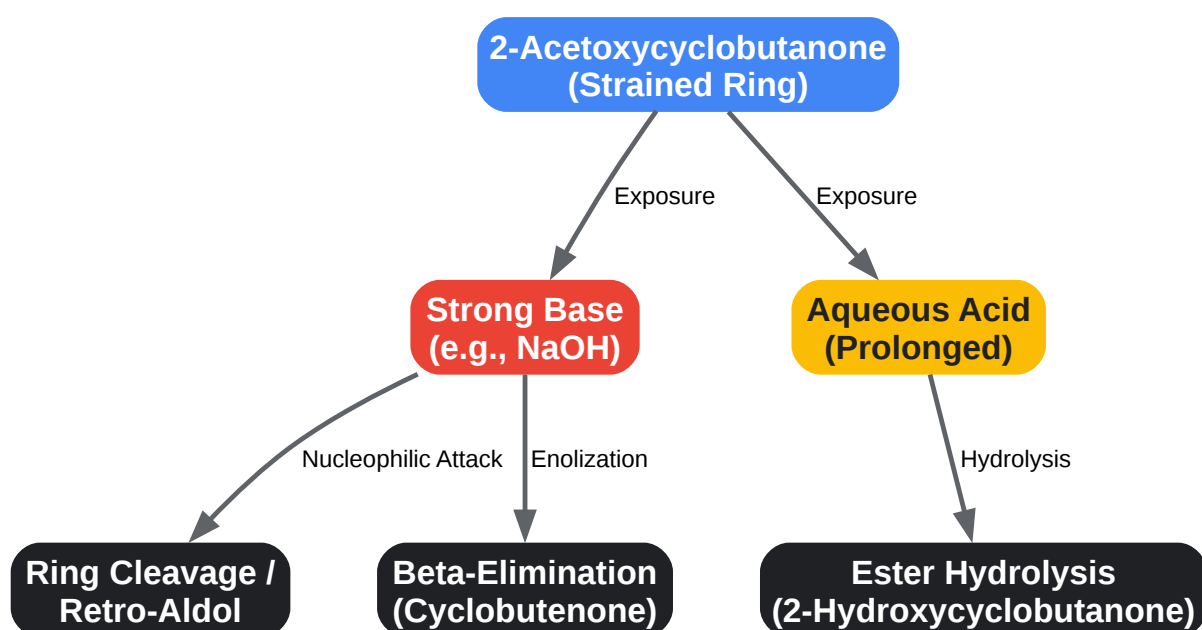 2-Acetoxycyclobutanone
(Strained Ring)
Exposure
Exposure
Strong Base
(e.g., NaOH)
Aqueous Acid
(Prolonged)
Nucleophilic Attack
Enolization
Hydrolysis
Ring Cleavage /
Retro-Aldol
Beta-Elimination
(Cyclobutenone)
Ester Hydrolysis
(2-Hydroxycyclobutanone)